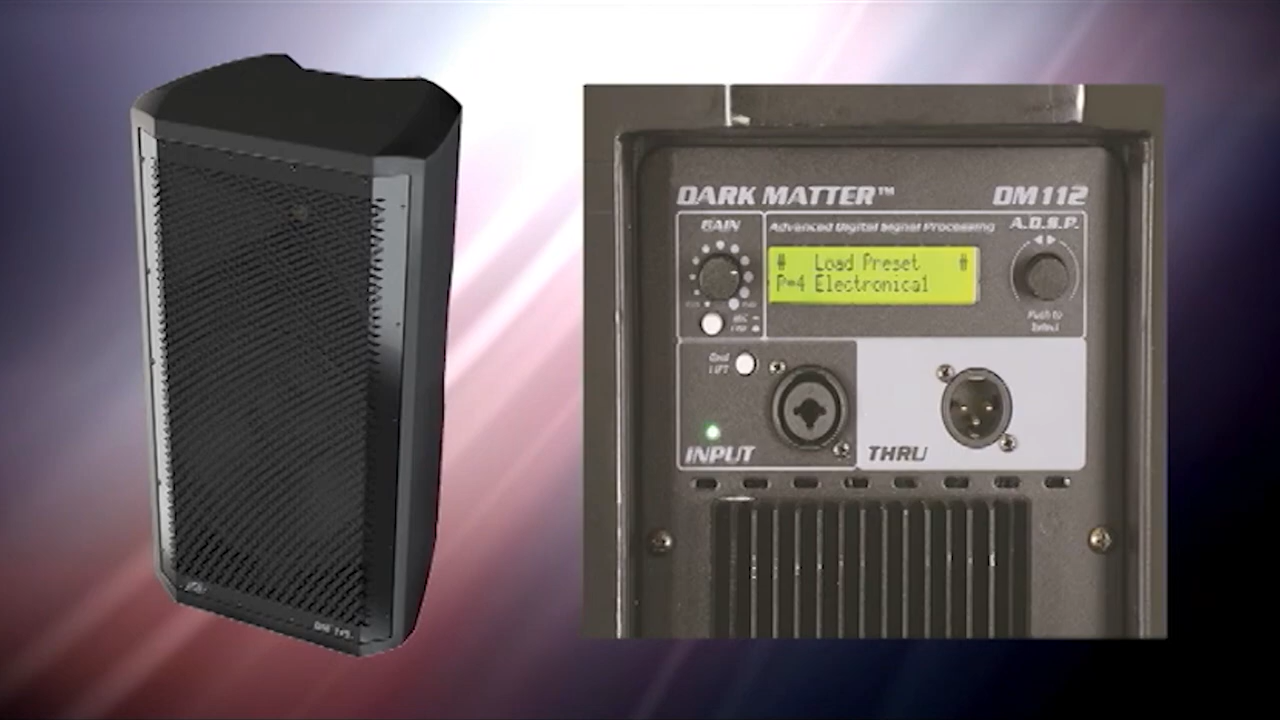 DARK MATTER™ DM112
GAIN
Advanced Digital Signal Processing
A.D.S.P.
# Load Preset #
P=4 Electronica1
Push to
Select
Gnd
LIFT
INPUT
THRU